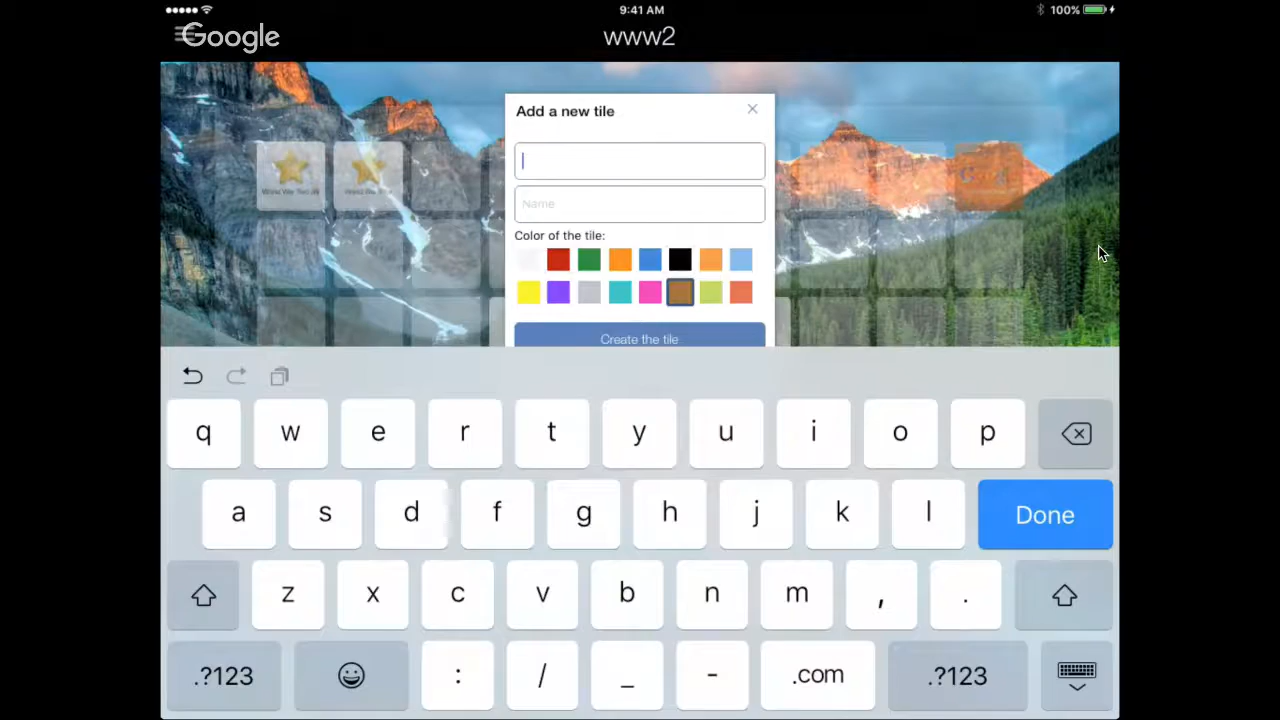 9:41 AM
100%
Google
www2
Add a new tile
Name
Color of the tile:
Create the tile
q w e r t y u i o p
a s d f g h j k l Done
z x c v b n m , .
.?123 : / _ - .com .?123